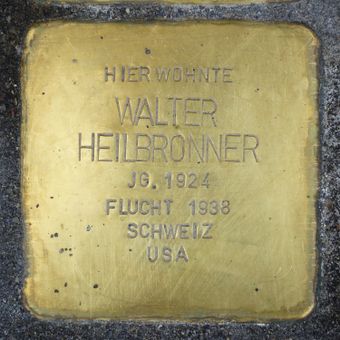 HIER WOHNTE
WALTER
HEILBRONNER
JG. 1924
FLUCHT 1938
SCHWEIZ
USA